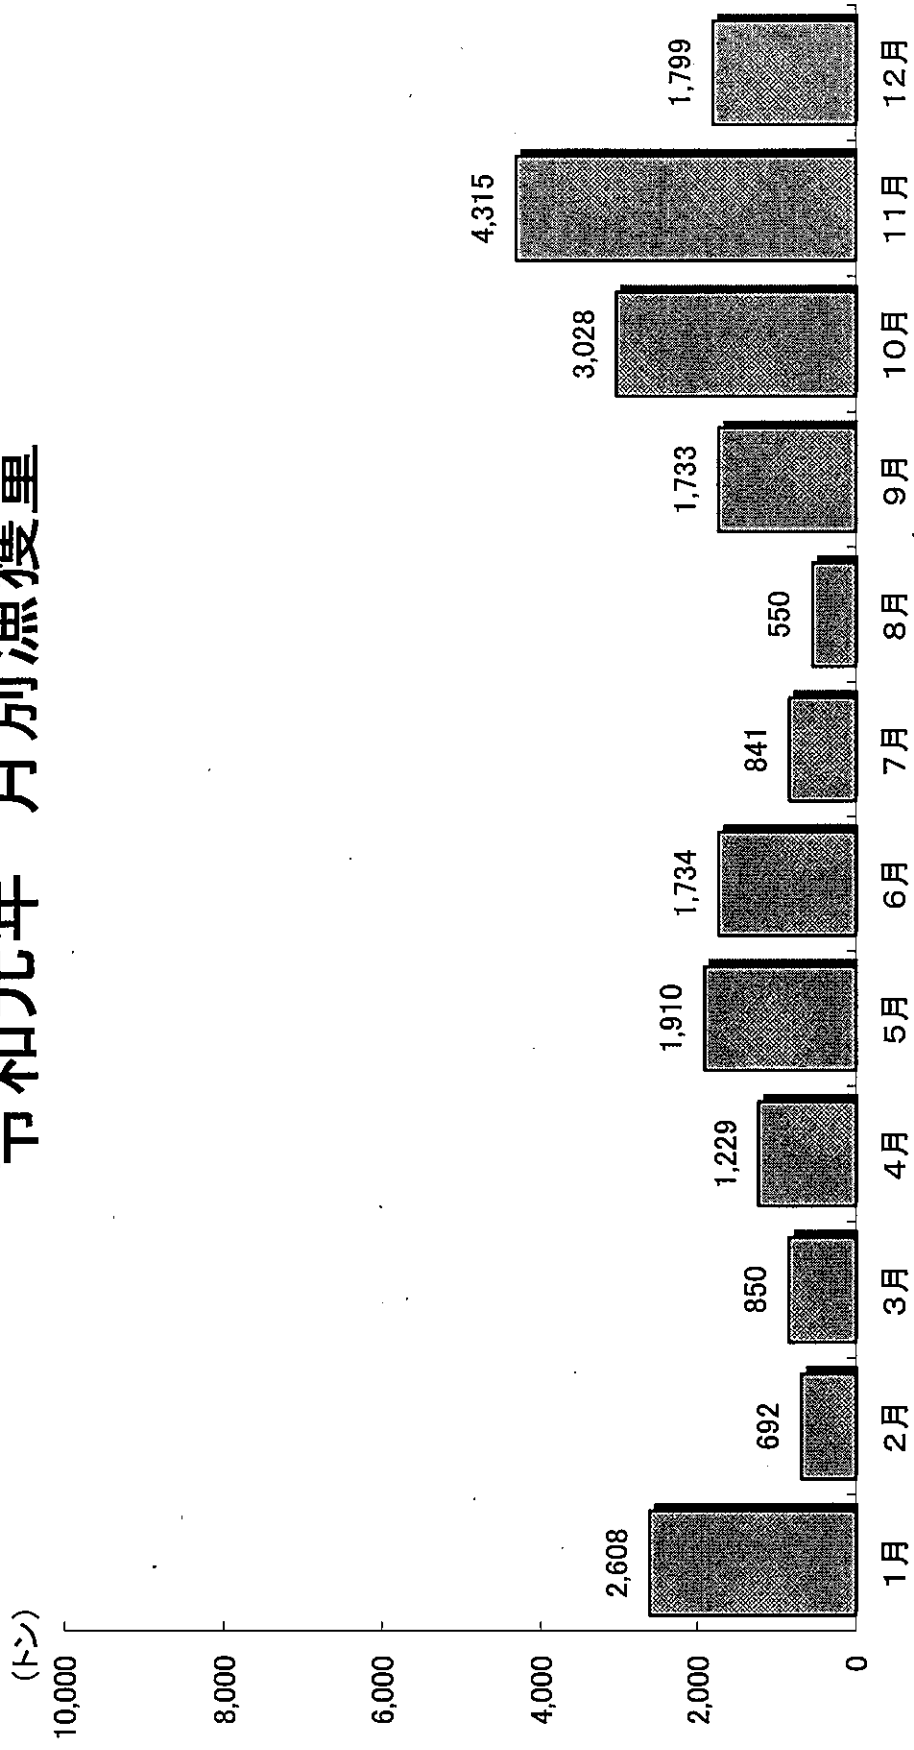 令和元年 月別漁獲量
(トン)
10,000
8,000
6,000
4,000
2,000
0
2,608
692
850
1,229
1,910
1,734
841
550
1,733
3,028
4,315
1,799
1月
2月
3月
4月
5月
6月
7月
8月
9月
10月
11月
12月